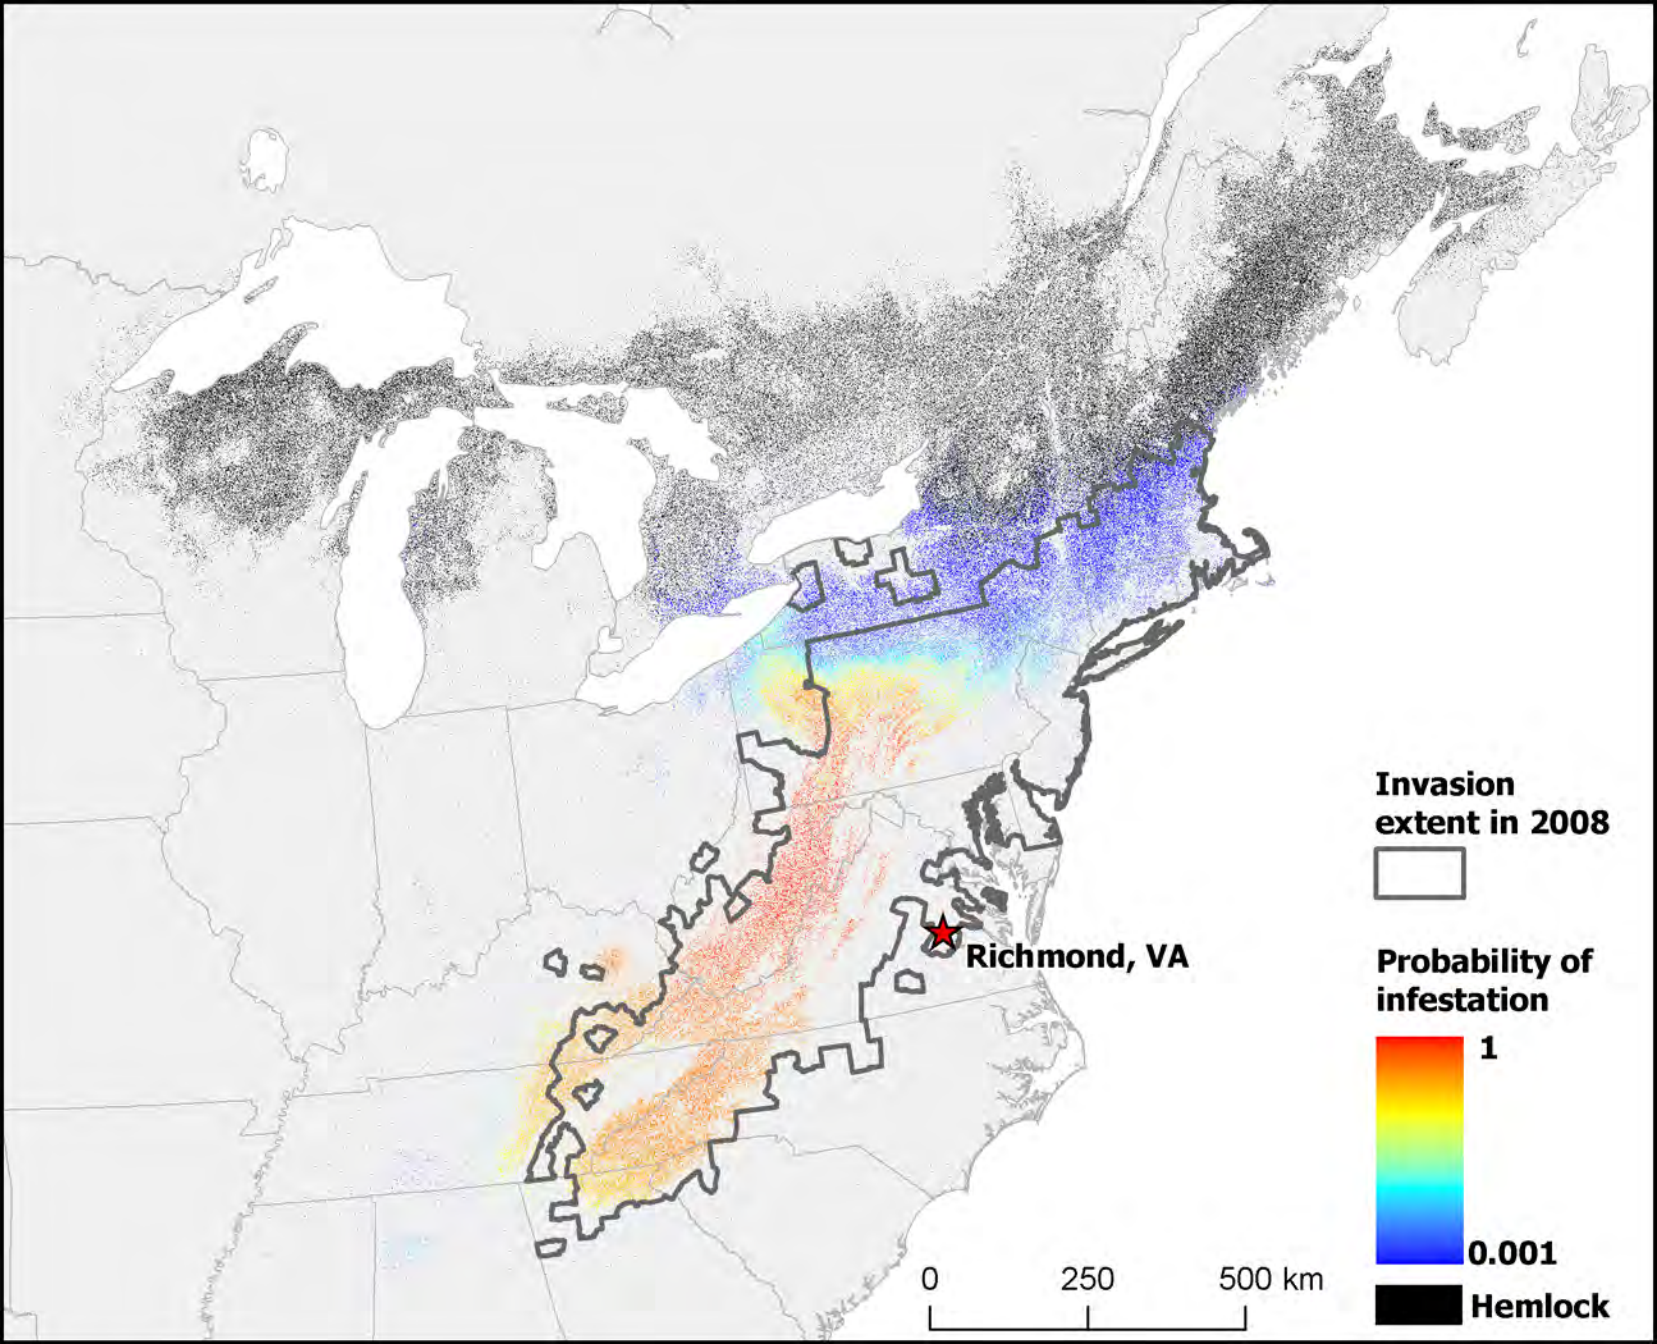 Richmond, VA
Invasion
extent in 2008
Probability of
infestation
1
0.001
Hemlock
0 250 500 km